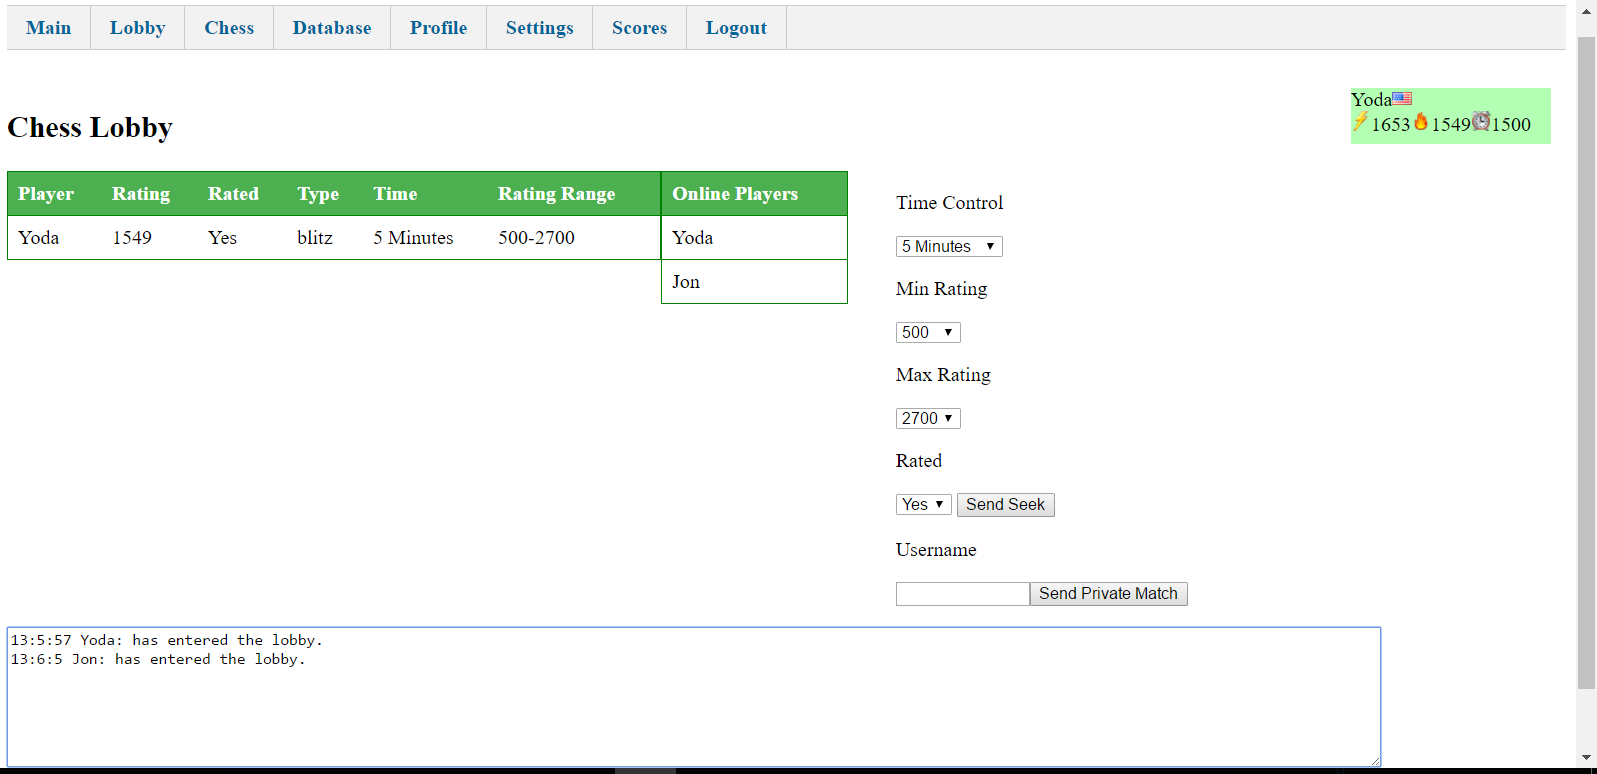 Main Lobby Chess Database Profile Settings Scores Logout
Yoda
1653 1549 1500
Chess Lobby
Player Rating Rated Type Time Rating Range Online Players
Yoda 1549 Yes blitz 5 Minutes 500-2700 Yoda
Jon
Time Control
5 Minutes
Min Rating
500
Max Rating
2700
Rated
Yes Send Seek
Username
Send Private Match
13:5:57 Yoda: has entered the lobby.
13:6:5 Jon: has entered the lobby.